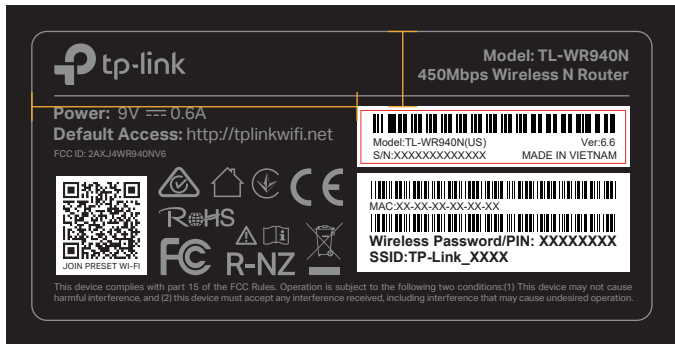 tp-link
Model: TL-WR940N
450Mbps Wireless N Router
Power: 9V ⎓ 0.6A
Default Access: http://tplinkwifi.net
FCC ID: 2AXJ4WR940NV6
Model:TL-WR940N(US) Ver:6.6
S/N:XXXXXXXXXXXXX MADE IN VIETNAM
MAC:XX-XX-XX-XX-XX-XX
Wireless Password/PIN: XXXXXXXX
SSID:TP-Link_XXXX
CE
RoHS
FC
R-NZ
JOIN PRESET WI-FI
This device complies with part 15 of the FCC Rules. Operation is subject to the following two conditions:(1) This device may not cause
harmful interference, and (2) this device must accept any interference received, including interference that may cause undesired operation.